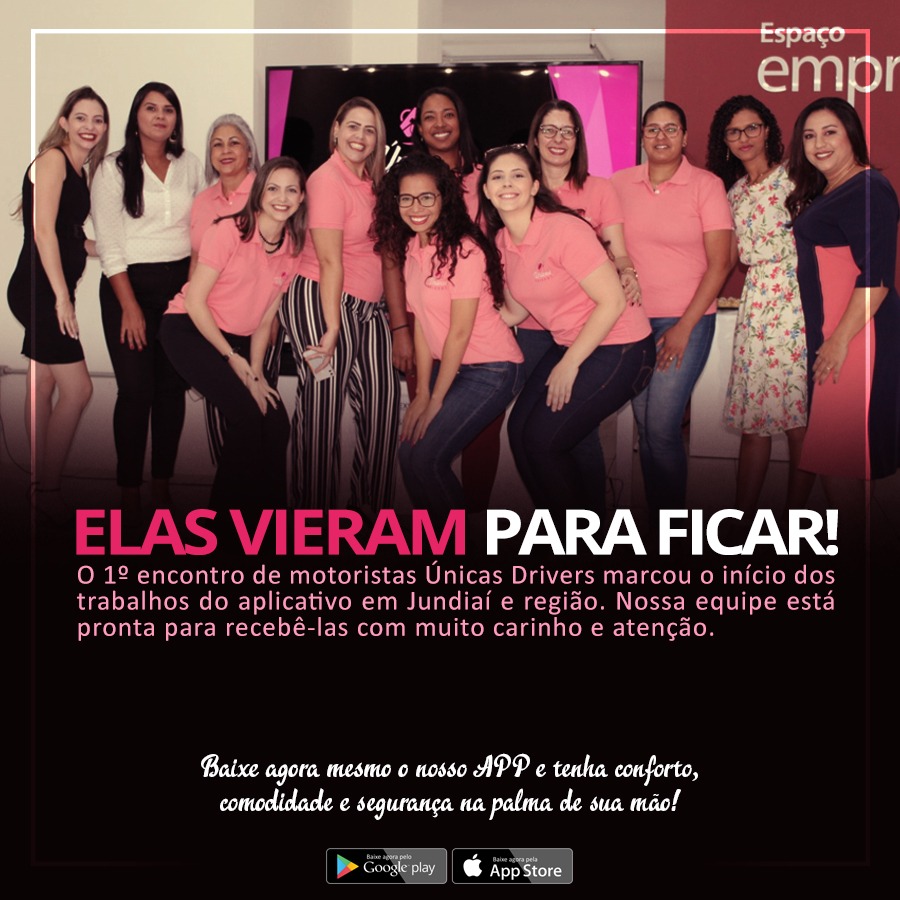 Espaço
ELAS VIERAM PARA FICAR!
O 1º encontro de motoristas Únicas Drivers marcou o início dos
trabalhos do aplicativo em Jundiaí e região. Nossa equipe está
pronta para recebê-las com muito carinho e atenção.
Baixe agora mesmo o nosso APP e tenha conforto,
comodidade e segurança na palma de sua mão!
Baixe agora pelo
Google play
Baixe agora pela
App Store